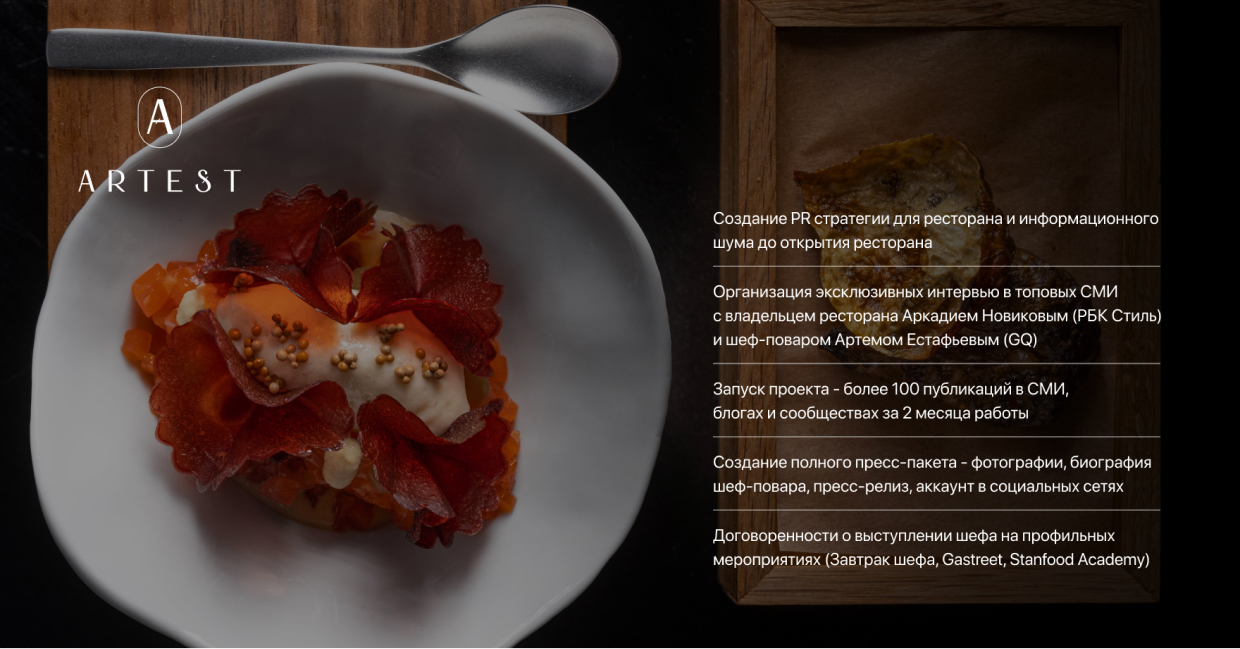 A
ARTEST
Создание PR стратегии для ресторана и информационного
шума до открытия ресторана
Организация эксклюзивных интервью в топовых СМИ
с владельцем ресторана Аркадием Новиковым (РБК Стиль)
и шеф-поваром Артемом Естафьевым (GQ)
Запуск проекта - более 100 публикаций в СМИ,
блогах и сообществах за 2 месяца работы
Создание полного пресс-пакета - фотографии, биография
шеф-повара, пресс-релиз, аккаунт в социальных сетях
Договоренности о выступлении шефа на профильных
мероприятиях (Завтрак шефа, Gastreet, Stanfood Academy)